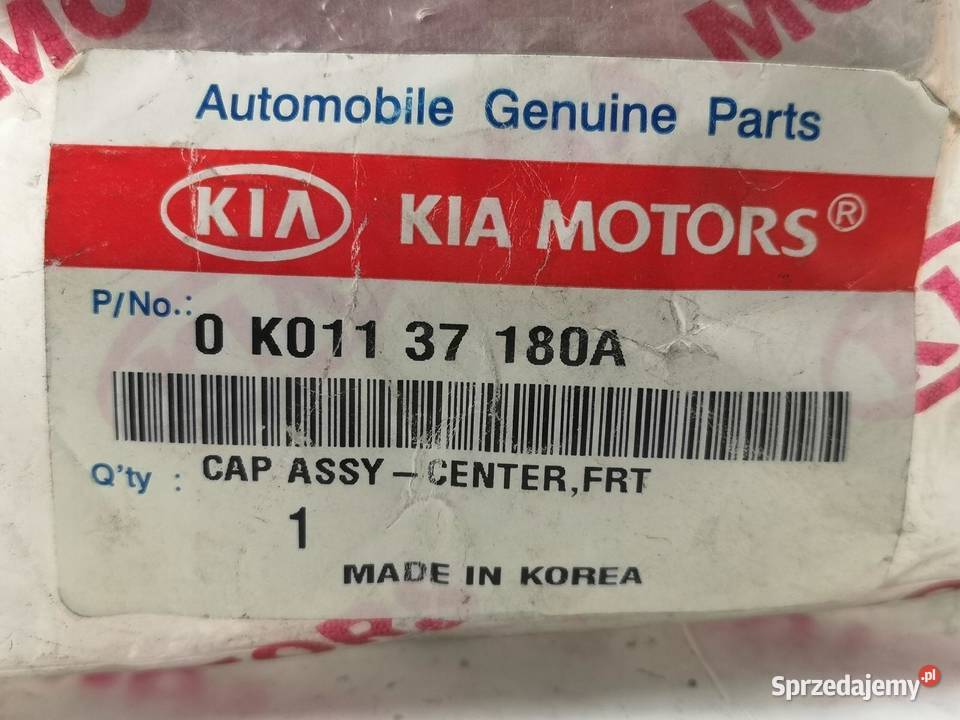 Automobile Genuine Parts
KIA KIA MOTORS®
P/No.:
0 K011 37 180A
Q'ty :
CAP ASSY-CENTER,FRT
1
MADE IN KOREA
Sprzedajemy.pl